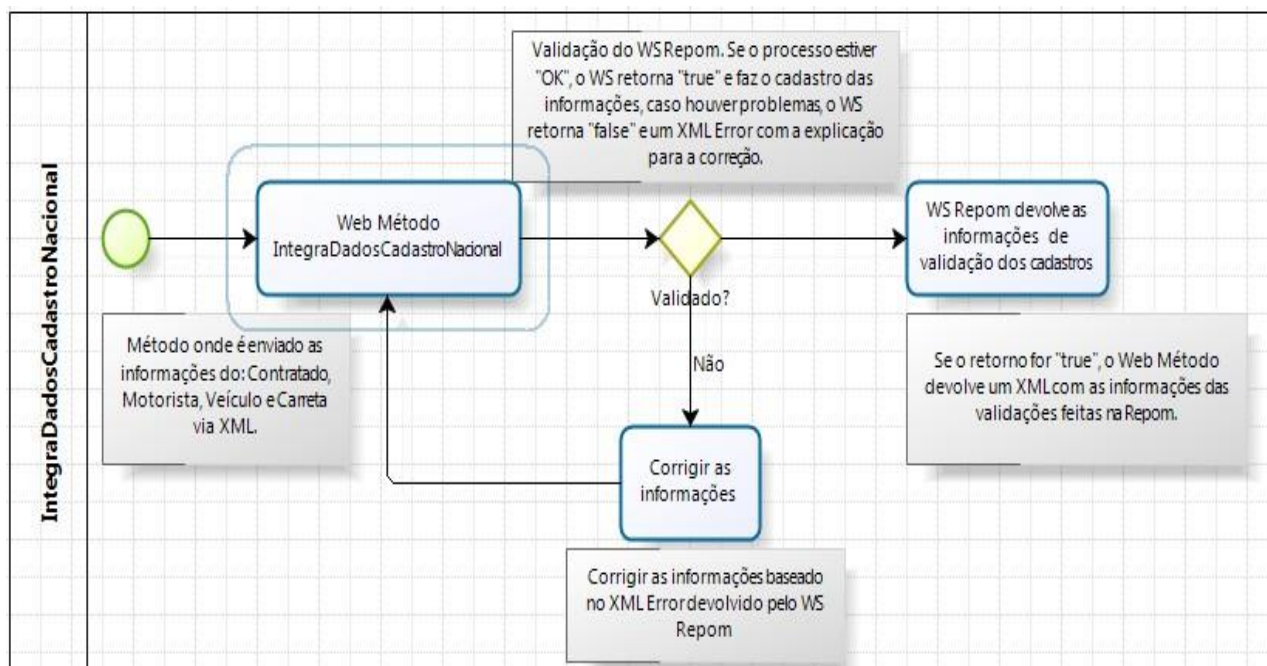 IntegraDadosCadastroNacional
Validação do WS Repom. Se o processo estiver
"OK", o WS retorna "true" e faz o cadastro das
informações, caso houver problemas, o WS
retorna "false" e um XML Error com a explicação
para a correção.
Web Método
IntegraDadosCadastroNacional
WS Repom devolve as
informações de
validação dos cadastros
Validado?
Método onde é enviado as
informações do: Contratado,
Motorista, Veículo e Carreta
via XML.
Não
Se o retorno for "true", o Web Método
devolve um XML com as informações das
validações feitas na Repom.
Corrigir as
informações
Corrigir as informações baseado
no XML Error devolvido pelo WS
Repom